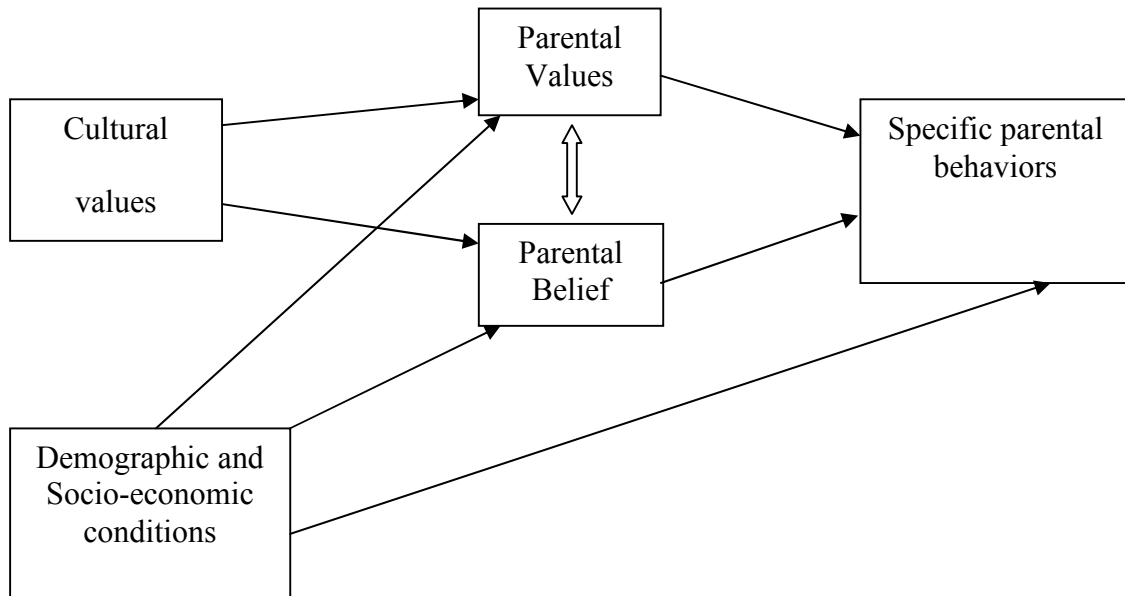 Parental
Values
Cultural
values
Specific parental
behaviors
Parental
Belief
Demographic and
Socio-economic
conditions